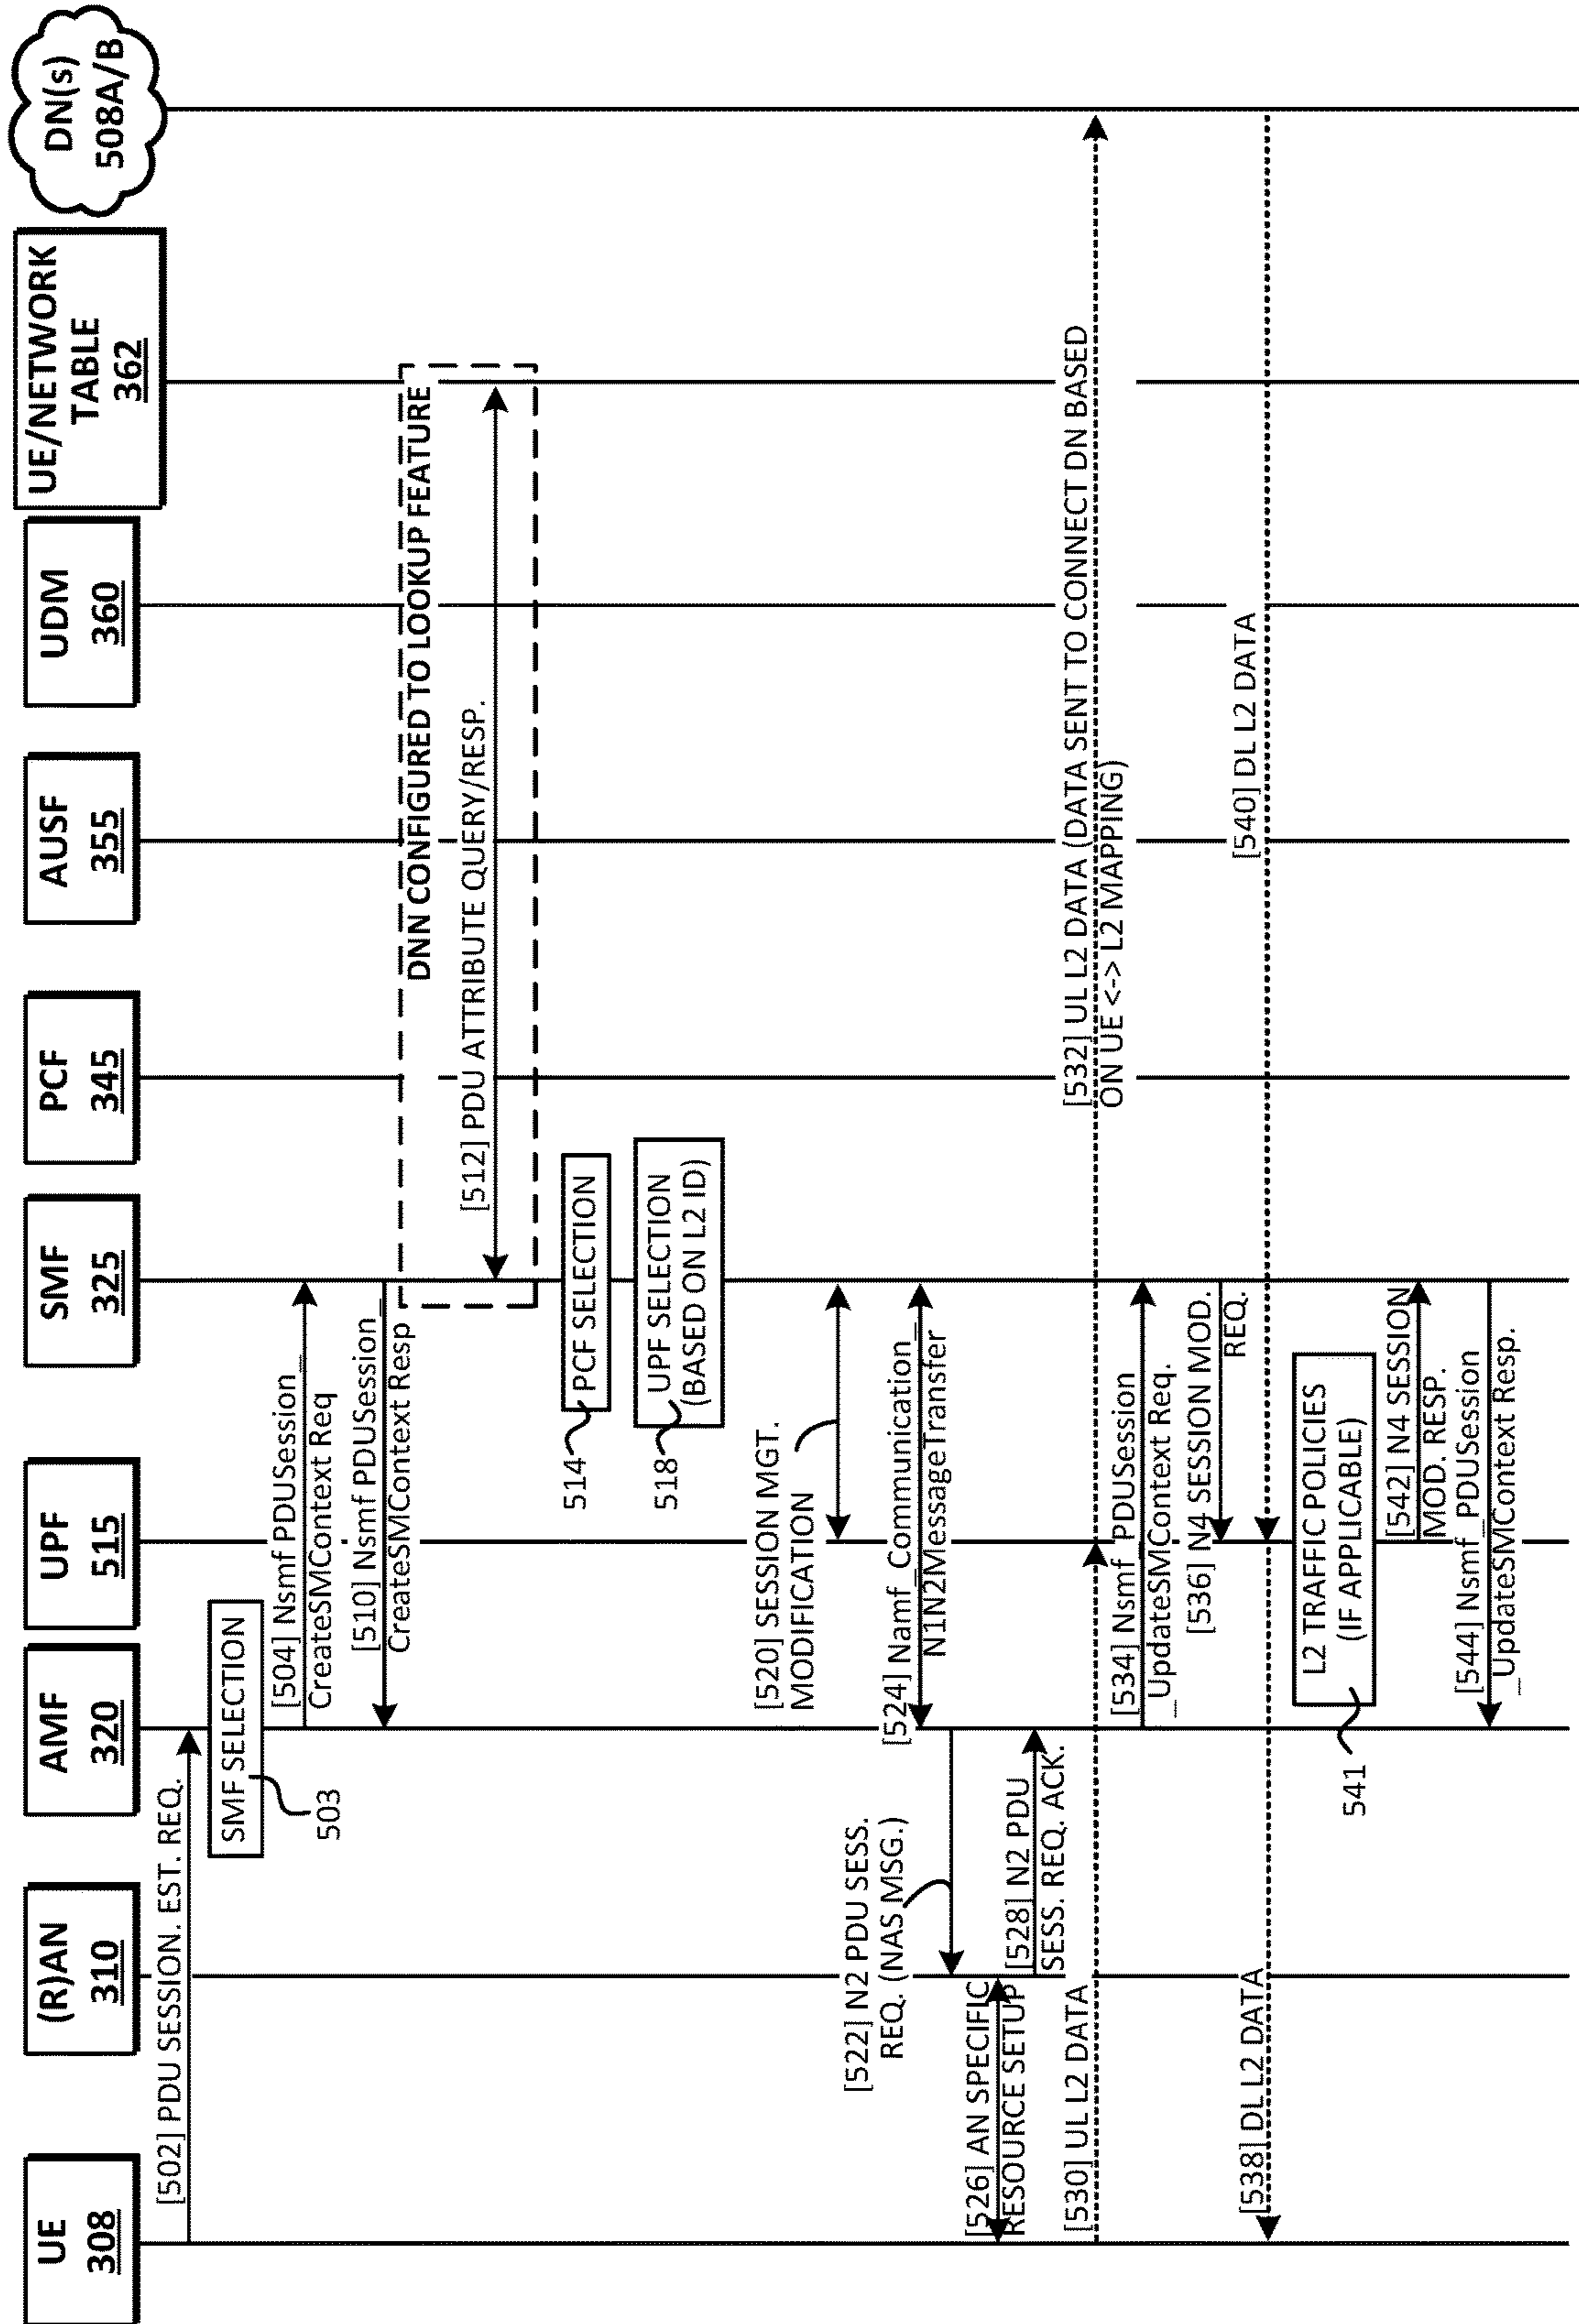 UE
308
(R)AN
310
AMF
320
UPF
515
SMF
325
PCF
345
AUSF
355
UDM
360
UE/NETWORK
TABLE
362
DN(s)
508A/B
[502] PDU SESSION. EST. REQ.
SMF SELECTION
503
[504] Nsmf PDUSession_
CreateSMContext Req
[510] Nsmf PDUSession_
CreateSMContext Resp
DNN CONFIGURED TO LOOKUP FEATURE
[512] PDU ATTRIBUTE QUERY/RESP.
PCF SELECTION
514
UPF SELECTION
(BASED ON L2 ID)
518
[520] SESSION MGT.
MODIFICATION
[522] N2 PDU SESS.
REQ. (NAS MSG.)
[524] Namf_Communication_
N1N2MessageTransfer
[526] AN SPECIFIC
RESOURCE SETUP
[528] N2 PDU
SESS. REQ. ACK.
[530] UL L2 DATA
[532] UL L2 DATA (DATA SENT TO CONNECT DN BASED
ON UE <-> L2 MAPPING)
[534] Nsmf_PDUSession
_UpdateSMContext Req.
[536] N4 SESSION MOD.
REQ.
[538] DL L2 DATA
[540] DL L2 DATA
L2 TRAFFIC POLICIES
(IF APPLICABLE)
541
[542] N4 SESSION
MOD. RESP.
[544] Nsmf_PDUSession
_UpdateSMContext Resp.